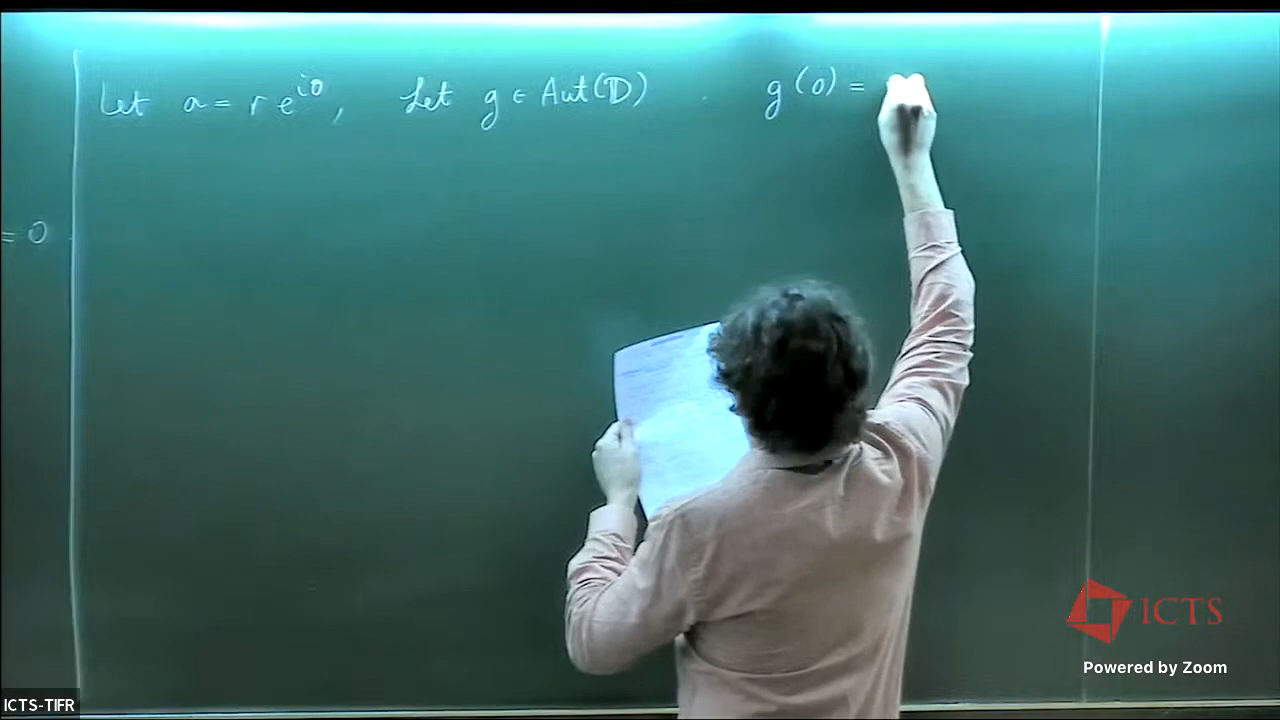 Let a = r e^{iθ}, Let g ∈ Aut(𝔻) . g(0) =
= 0
ICTS
Powered by Zoom
ICTS-TIFR